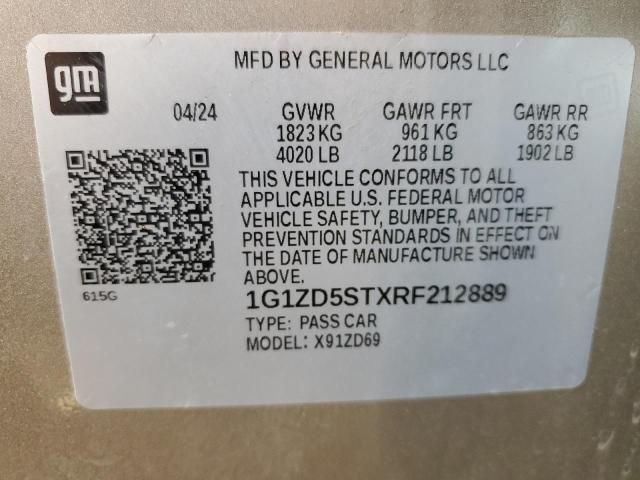 gm
MFD BY GENERAL MOTORS LLC
04/24 GVWR GAWR FRT GAWR RR
1823 KG 961 KG 863 KG
4020 LB 2118 LB 1902 LB
THIS VEHICLE CONFORMS TO ALL
APPLICABLE U.S. FEDERAL MOTOR
VEHICLE SAFETY, BUMPER, AND THEFT
PREVENTION STANDARDS IN EFFECT ON
THE DATE OF MANUFACTURE SHOWN
ABOVE.
615G
1G1ZD5STXRF212889
TYPE: PASS CAR
MODEL: X91ZD69